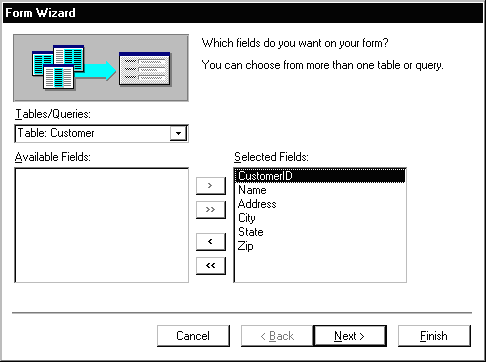 Form Wizard
Which fields do you want on your form?
You can choose from more than one table or query.
Tables/Queries:
Table: Customer
Available Fields:
Selected Fields:
CustomerID
Name
Address
City
State
Zip
>
>>
<
<<
Cancel
< Back
Next >
Finish